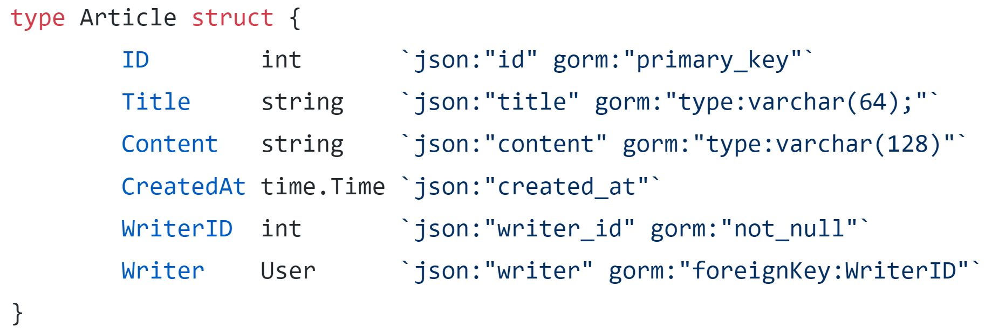 type Article struct {
ID int `json:"id" gorm:"primary_key"`
Title string `json:"title" gorm:"type:varchar(64);"`
Content string `json:"content" gorm:"type:varchar(128)"`
CreatedAt time.Time `json:"created_at"`
WriterID int `json:"writer_id" gorm:"not_null"`
Writer User `json:"writer" gorm:"foreignKey:WriterID"`
}